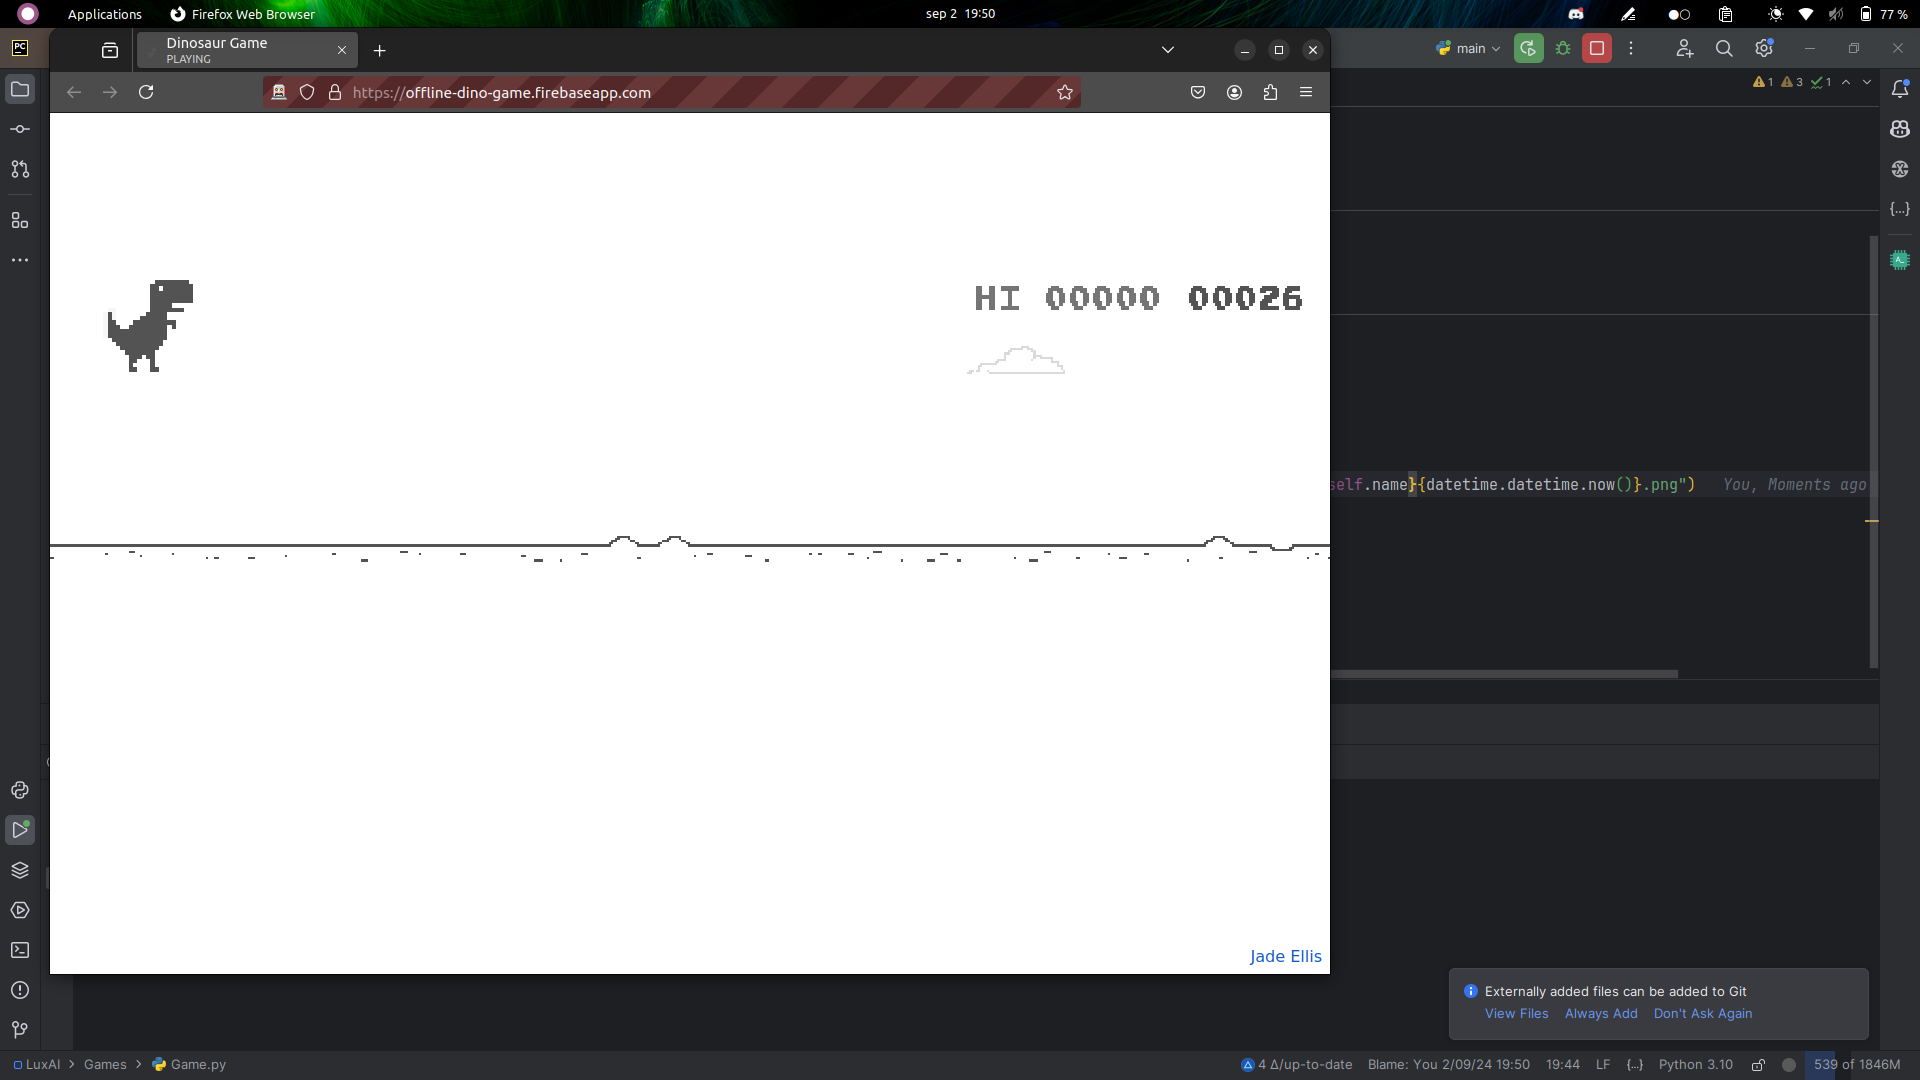 Applications
Firefox Web Browser
sep 2 19:50
77 %
PC
Dinosaur Game
PLAYING
main
https://offline-dino-game.firebaseapp.com
1
3
1
HI 00000 00026
self.name}{datetime.datetime.now()}.png")
You, Moments ago
Jade Ellis
Externally added files can be added to Git
View Files
Always Add
Don't Ask Again
LuxAI
Games
Game.py
4 Δ/up-to-date
Blame: You 2/09/24 19:50
19:44
LF
{...}
Python 3.10
539 of 1846M